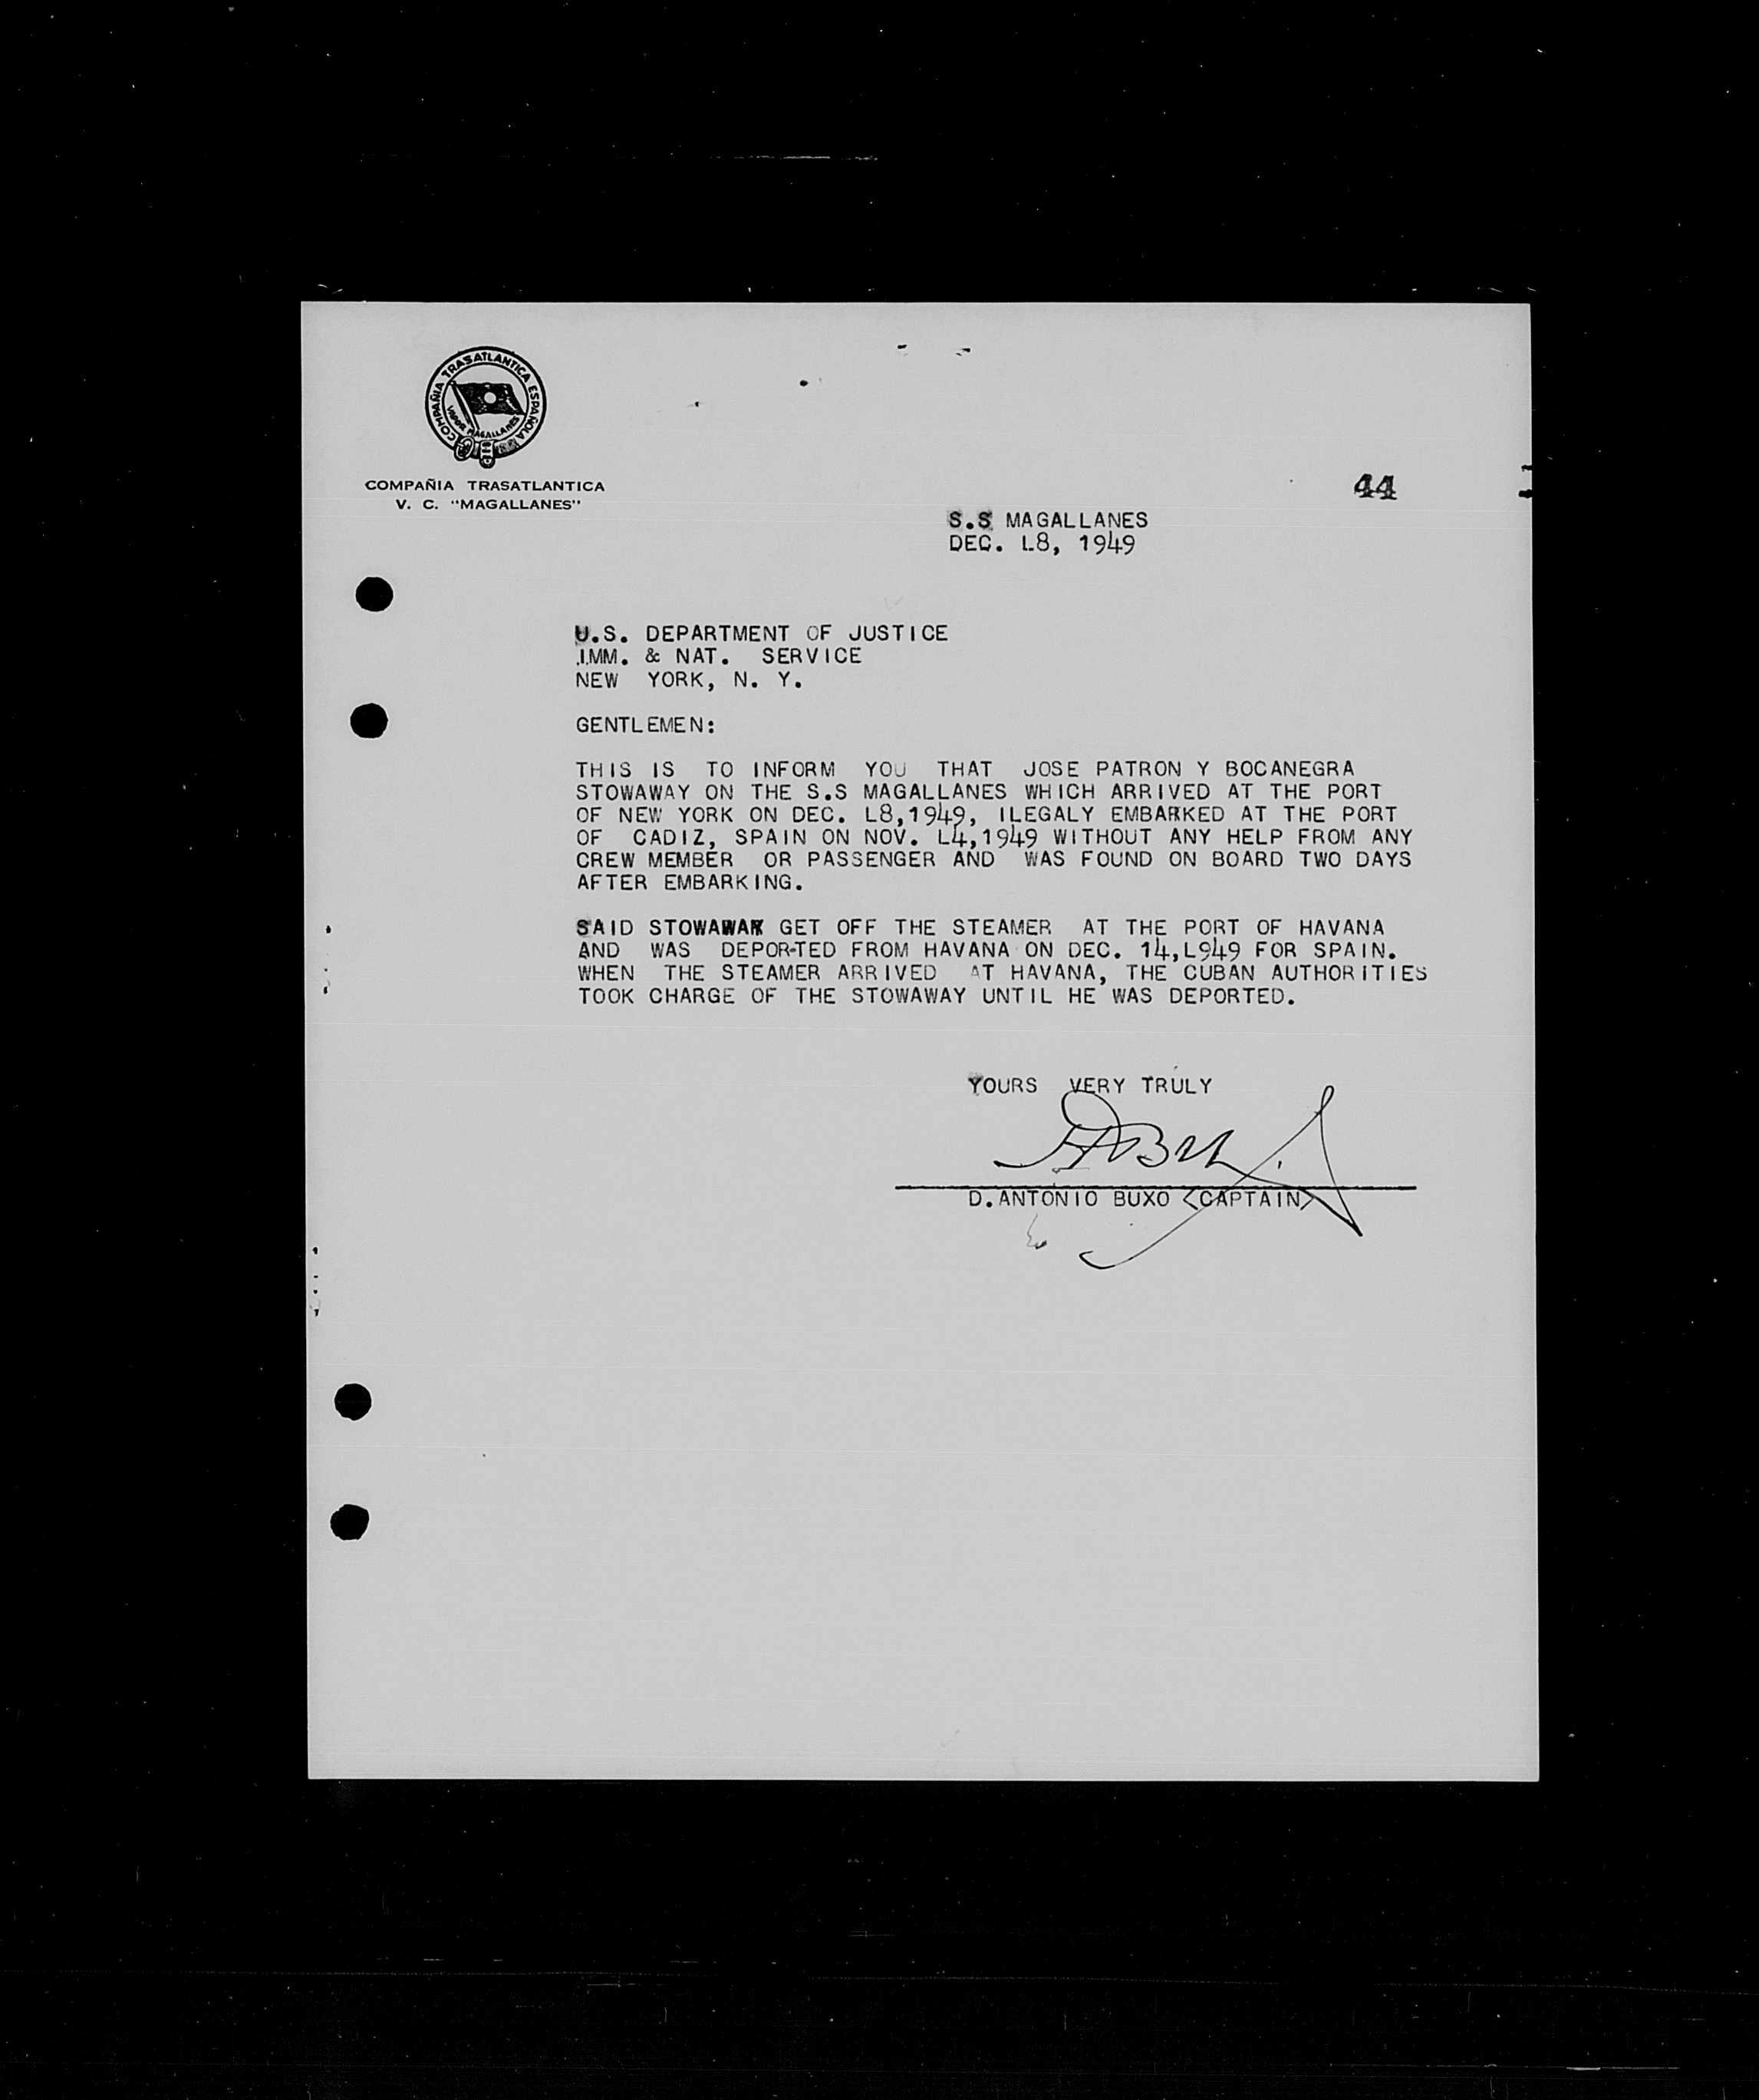 COMPAÑIA TRASATLANTICA ESPAÑOLA
VAPOR MAGALLANES
COMPAÑIA TRASATLANTICA
V. C. "MAGALLANES"
44
S.S MAGALLANES
DEC. L8, 1949
U.S. DEPARTMENT OF JUSTICE
IMM. & NAT. SERVICE
NEW YORK, N. Y.
GENTLEMEN:
THIS IS TO INFORM YOU THAT JOSE PATRON Y BOCANEGRA
STOWAWAY ON THE S.S MAGALLANES WHICH ARRIVED AT THE PORT
OF NEW YORK ON DEC. L8,1949, ILEGALY EMBARKED AT THE PORT
OF CADIZ, SPAIN ON NOV. L4,1949 WITHOUT ANY HELP FROM ANY
CREW MEMBER OR PASSENGER AND WAS FOUND ON BOARD TWO DAYS
AFTER EMBARKING.
SAID STOWAWAY GET OFF THE STEAMER AT THE PORT OF HAVANA
AND WAS DEPORTED FROM HAVANA ON DEC. 14,L949 FOR SPAIN.
WHEN THE STEAMER ARRIVED AT HAVANA, THE CUBAN AUTHORITIES
TOOK CHARGE OF THE STOWAWAY UNTIL HE WAS DEPORTED.
YOURS VERY TRULY
D.ANTONIO BUXO <CAPTAIN>